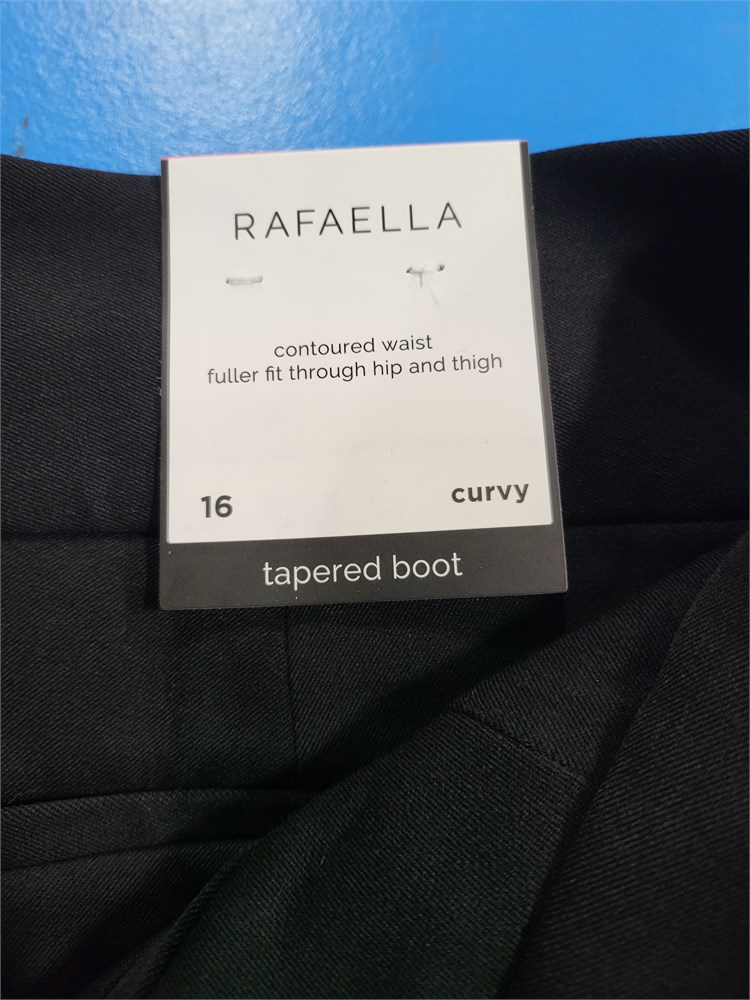 RAFAELLA
contoured waist
fuller fit through hip and thigh
16
curvy
tapered boot